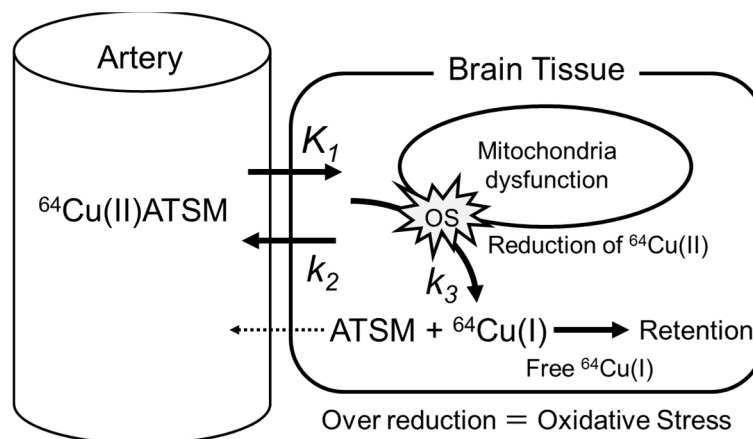 Artery
Brain Tissue
K₁
Mitochondria
dysfunction
⁶⁴Cu(II)ATSM
OS
Reduction of ⁶⁴Cu(II)
k₂
k₃
ATSM + ⁶⁴Cu(I)
Retention
Free ⁶⁴Cu(I)
Over reduction = Oxidative Stress